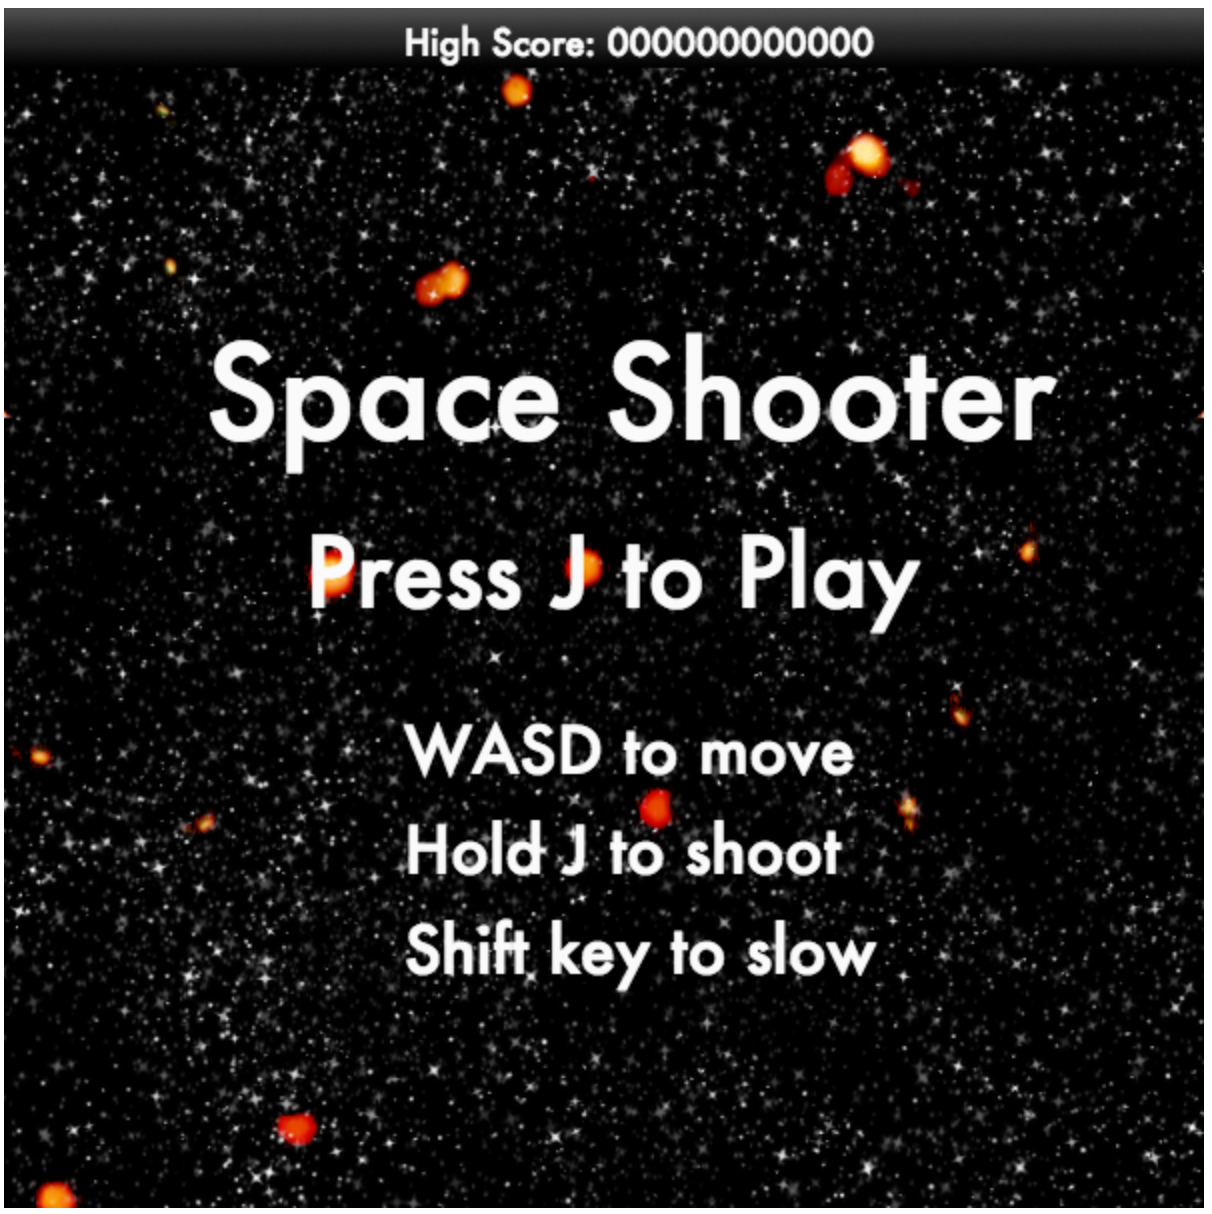 High Score: 000000000000
Space Shooter
Press J to Play
WASD to move
Hold J to shoot
Shift key to slow